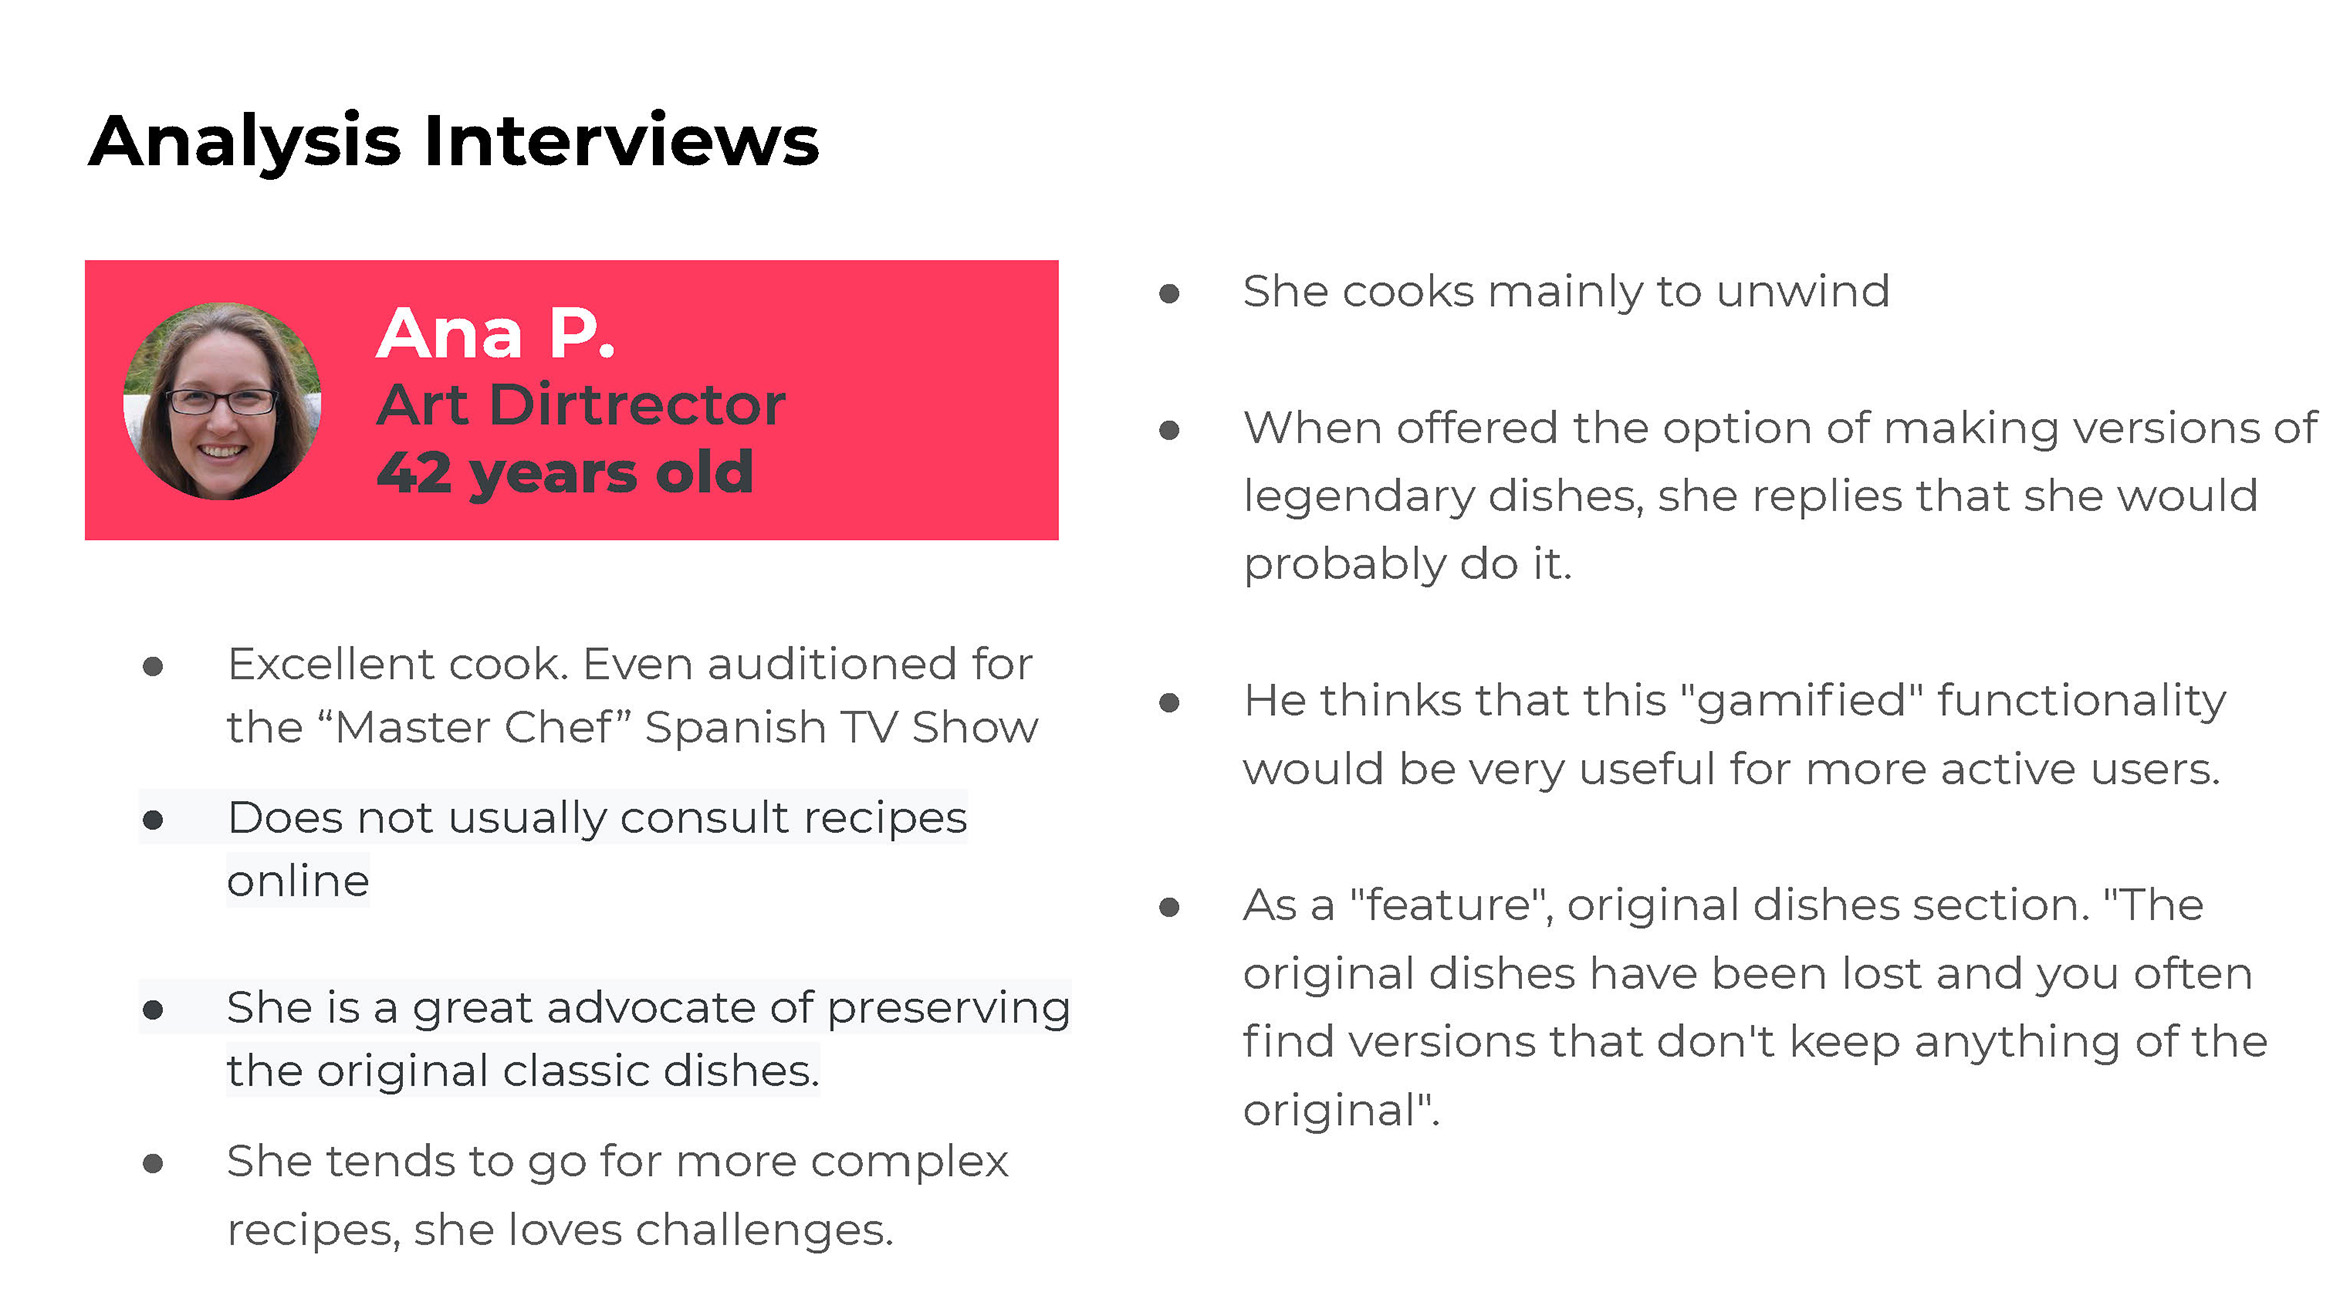 Analysis Interviews
Ana P.
Art Dirtrector
42 years old
● Excellent cook. Even auditioned for
the “Master Chef” Spanish TV Show
● Does not usually consult recipes
online
● She is a great advocate of preserving
the original classic dishes.
● She tends to go for more complex
recipes, she loves challenges.
● She cooks mainly to unwind
● When offered the option of making versions of
legendary dishes, she replies that she would
probably do it.
● He thinks that this "gamified" functionality
would be very useful for more active users.
● As a "feature", original dishes section. "The
original dishes have been lost and you often
find versions that don't keep anything of the
original".